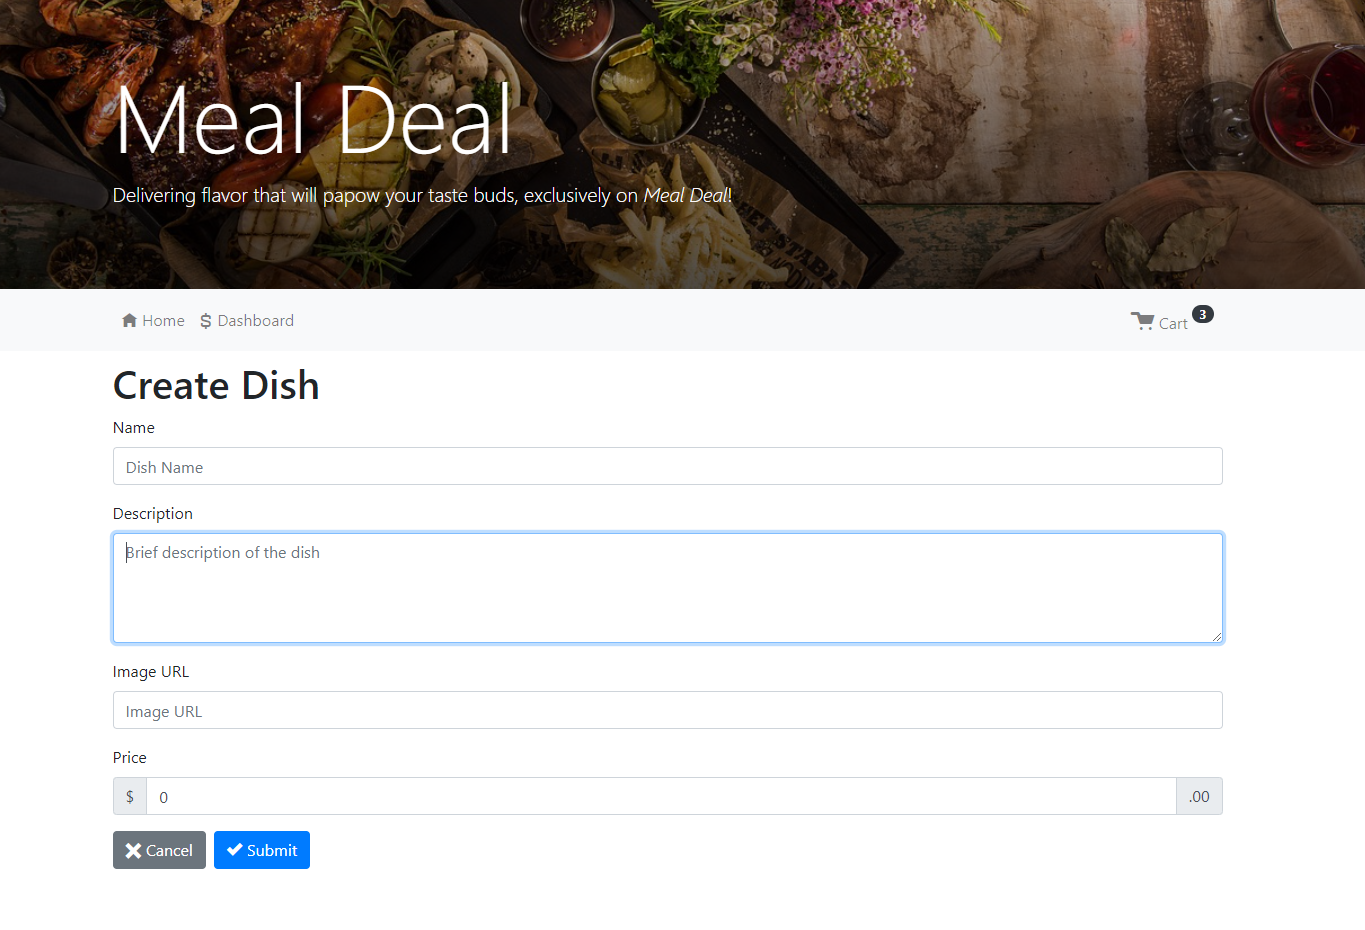 Meal Deal
Delivering flavor that will papow your taste buds, exclusively on Meal Deal!
Home $ Dashboard Cart 3
Create Dish
Name
Dish Name
Description
Brief description of the dish
Image URL
Image URL
Price
$ 0 .00
Cancel Submit